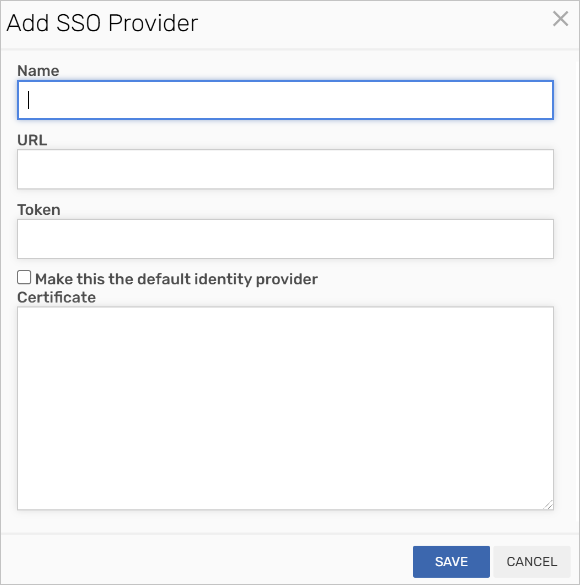 Add SSO Provider
Name
URL
Token
Make this the default identity provider
Certificate
SAVE CANCEL